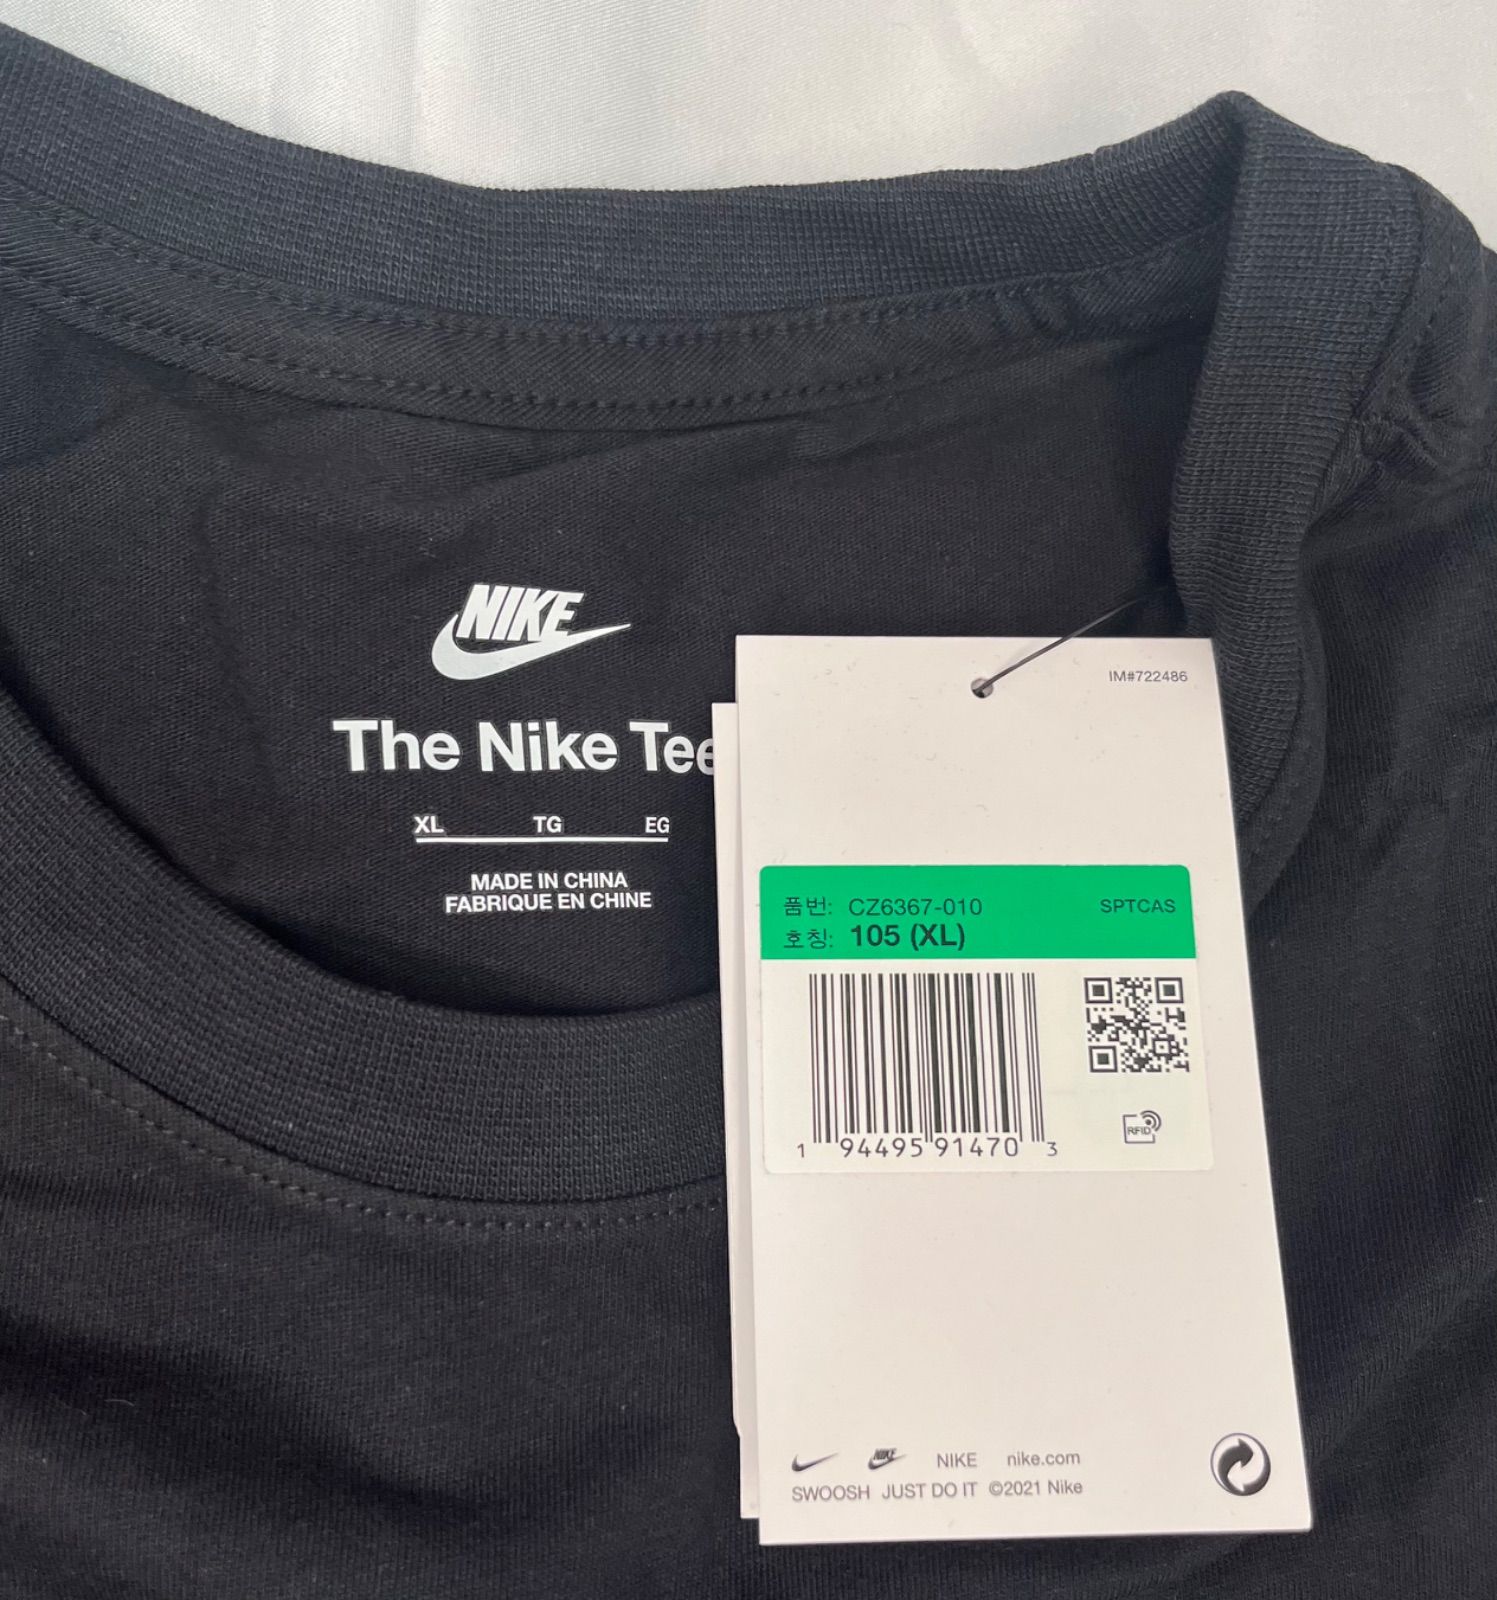 NIKE
The Nike Tee
XL TG EG
MADE IN CHINA
FABRIQUE EN CHINE
IM#722486
품번: CZ6367-010 SPTCAS
호칭: 105 (XL)
RFID
1 94495 91470 3
NIKE NIKE nike.com
SWOOSH JUST DO IT ©2021 Nike